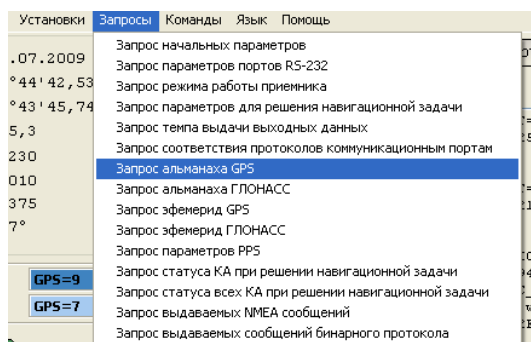 Установки Запросы Команды Язык Помощь
Запрос начальных параметров
.07.2009
Запрос параметров портов RS-232
°44'42,53
Запрос режима работы приемника
°43'45,74
Запрос параметров для решения навигационной задачи
5,3
Запрос темпа выдачи выходных данных
230
Запрос соответствия протоколов коммуникационным портам
Запрос альманаха GPS
010
Запрос альманаха ГЛОНАСС
375
Запрос эфемерид GPS
7°
Запрос эфемерид ГЛОНАСС
Запрос параметров PPS
GPS=9
Запрос статуса КА при решении навигационной задачи
Запрос статуса всех КА при решении навигационной задачи
GPS=7
Запрос выдаваемых NMEA сообщений
Запрос выдаваемых сообщений бинарного протокола